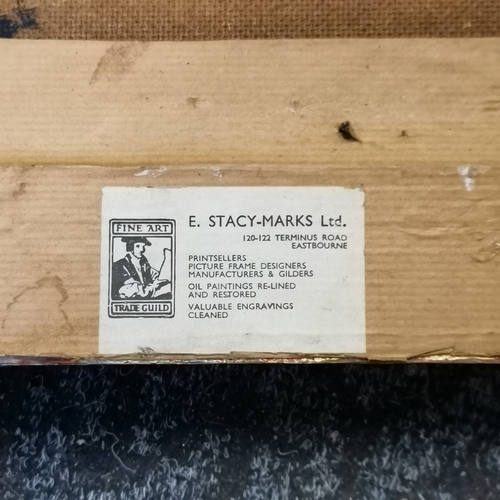 FINE ART
TRADE GUILD
E. STACY-MARKS Ltd.
120-122 TERMINUS ROAD
EASTBOURNE
PRINTSELLERS
PICTURE FRAME DESIGNERS
MANUFACTURERS & GILDERS
OIL PAINTINGS RE-LINED
AND RESTORED
VALUABLE ENGRAVINGS
CLEANED